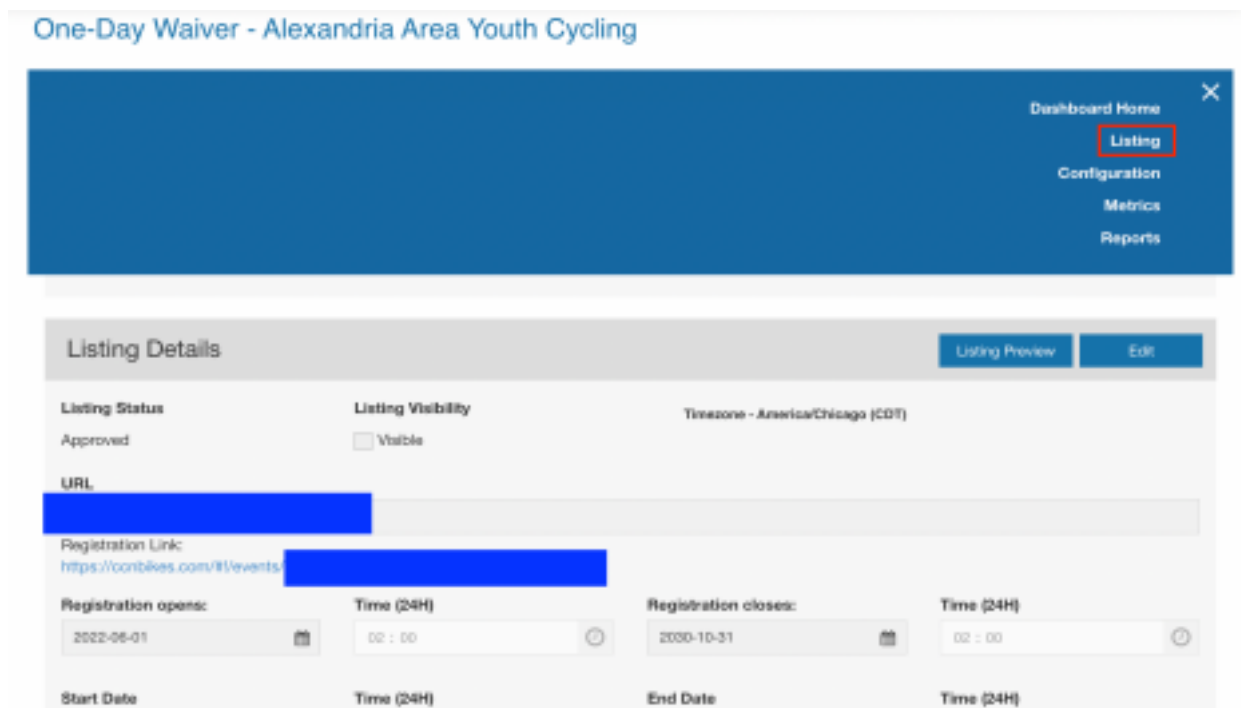 One-Day Waiver - Alexandria Area Youth Cycling
Dashboard Home
Listing
Configuration
Metrics
Reports
Listing Details
Listing Preview
Edit
Listing Status
Listing Visibility
Timezone - America/Chicago (CDT)
Approved
Visible
URL
Registration Link:
https://ccnbikes.com/#!/events/
Registration opens:
Time (24H)
Registration closes:
Time (24H)
2022-06-01
02 : 00
2030-10-31
02 : 00
Start Date
Time (24H)
End Date
Time (24H)